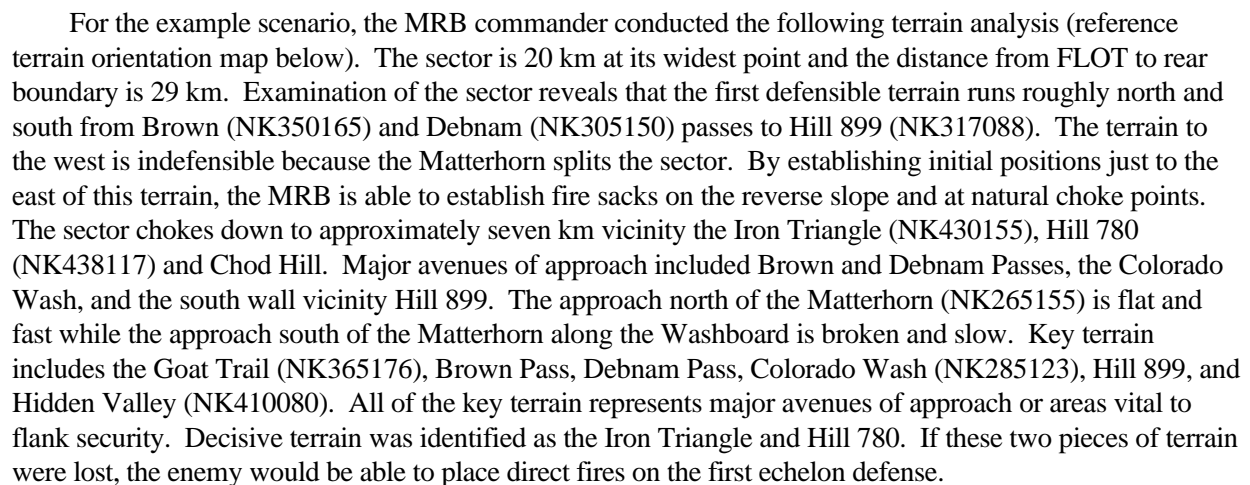 For the example scenario, the MRB commander conducted the following terrain analysis (reference
terrain orientation map below).  The sector is 20 km at its widest point and the distance from FLOT to rear
boundary is 29 km.  Examination of the sector reveals that the first defensible terrain runs roughly north and
south from Brown (NK350165) and Debnam (NK305150) passes to Hill 899 (NK317088).  The terrain to
the west is indefensible because the Matterhorn splits the sector.  By establishing initial positions just to the
east of this terrain, the MRB is able to establish fire sacks on the reverse slope and at natural choke points.
The sector chokes down to approximately seven km vicinity the Iron Triangle (NK430155), Hill 780
(NK438117) and Chod Hill.  Major avenues of approach included Brown and Debnam Passes, the Colorado
Wash, and the south wall vicinity Hill 899.  The approach north of the Matterhorn (NK265155) is flat and
fast while the approach south of the Matterhorn along the Washboard is broken and slow.  Key terrain
includes the Goat Trail (NK365176), Brown Pass, Debnam Pass, Colorado Wash (NK285123), Hill 899, and
Hidden Valley (NK410080).  All of the key terrain represents major avenues of approach or areas vital to
flank security.  Decisive terrain was identified as the Iron Triangle and Hill 780.  If these two pieces of terrain
were lost, the enemy would be able to place direct fires on the first echelon defense.